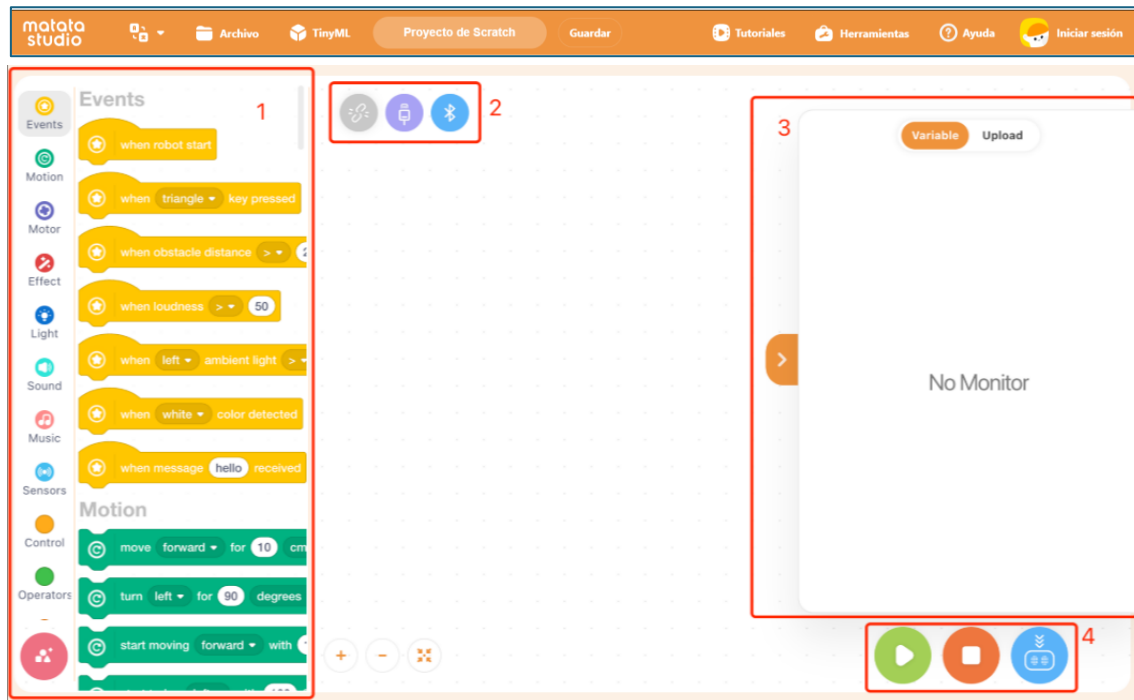 matata
studio
Archivo
TinyML
Proyecto de Scratch
Guardar
Tutoriales
Herramientas
Ayuda
Iniciar sesión
1
2
3
4
Events
Motion
Motor
Effect
Light
Sound
Music
Sensors
Control
Operators
Events
when robot start
when triangle key pressed
when obstacle distance >
when loudness > 50
when left ambient light >
when white color detected
when message hello received
Motion
move forward for 10 cm
turn left for 90 degrees
start moving forward with
Variable Upload
No Monitor